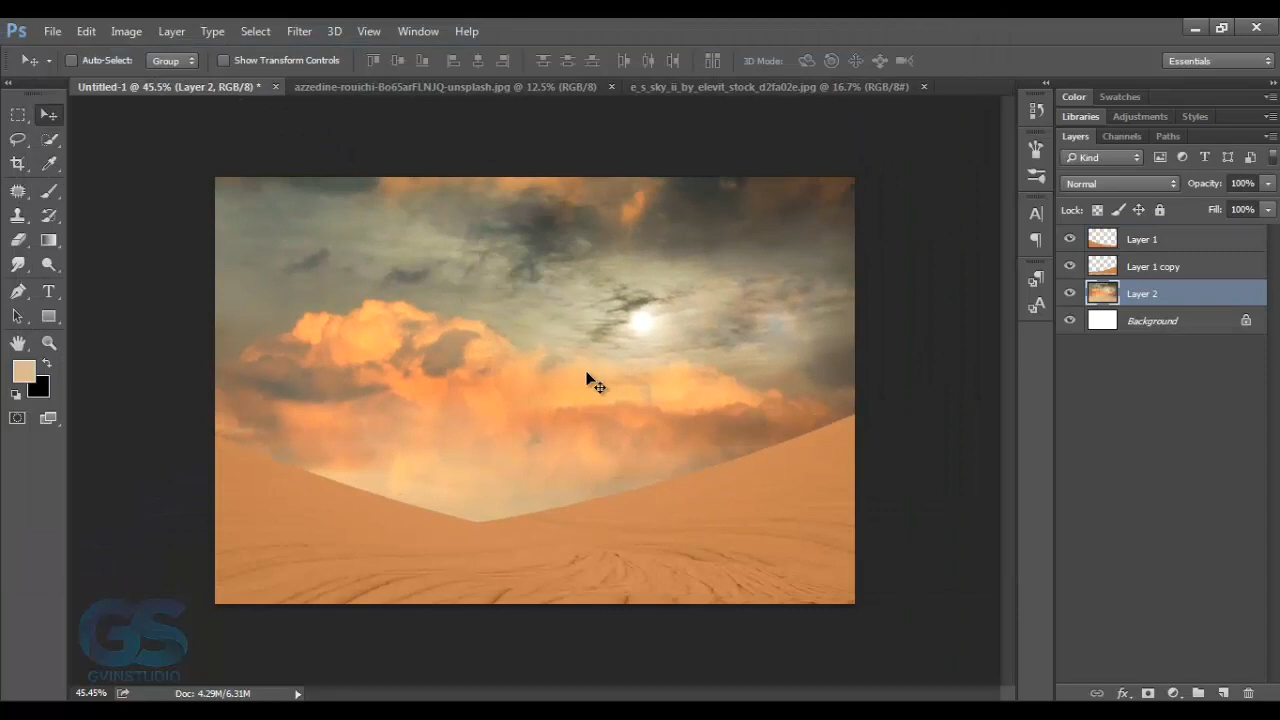 Ps File Edit Image Layer Type Select Filter 3D View Window Help
Auto-Select: Group Show Transform Controls 3D Mode: Essentials
Untitled-1 @ 45.5% (Layer 2, RGB/8) * × azzedine-rouichi-Bo65arFLNJQ-unsplash.jpg @ 12.5% (RGB/8) × e_s_sky_ii_by_elevit_stock_d2fa02e.jpg @ 16.7% (RGB/8#) ×
Color Swatches
Libraries Adjustments Styles
Layers Channels Paths
Kind
Normal Opacity: 100%
Lock: Fill: 100%
Layer 1
Layer 1 copy
Layer 2
Background
GS
GVINSTUDIO
45.45% Doc: 4.29M/6.31M